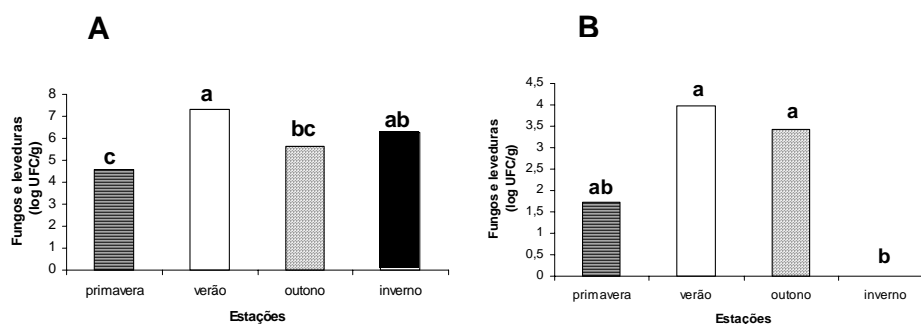 A
Fungos e leveduras
(log UFC/g)
8
7
6
5
4
3
2
1
0
c
a
bc
ab
primavera
verão
outono
inverno
Estações
B
Fungos e leveduras
(log UFC/g)
4,5
4
3,5
3
2,5
2
1,5
1
0,5
0
ab
a
a
b
primavera
verão
outono
inverno
Estações